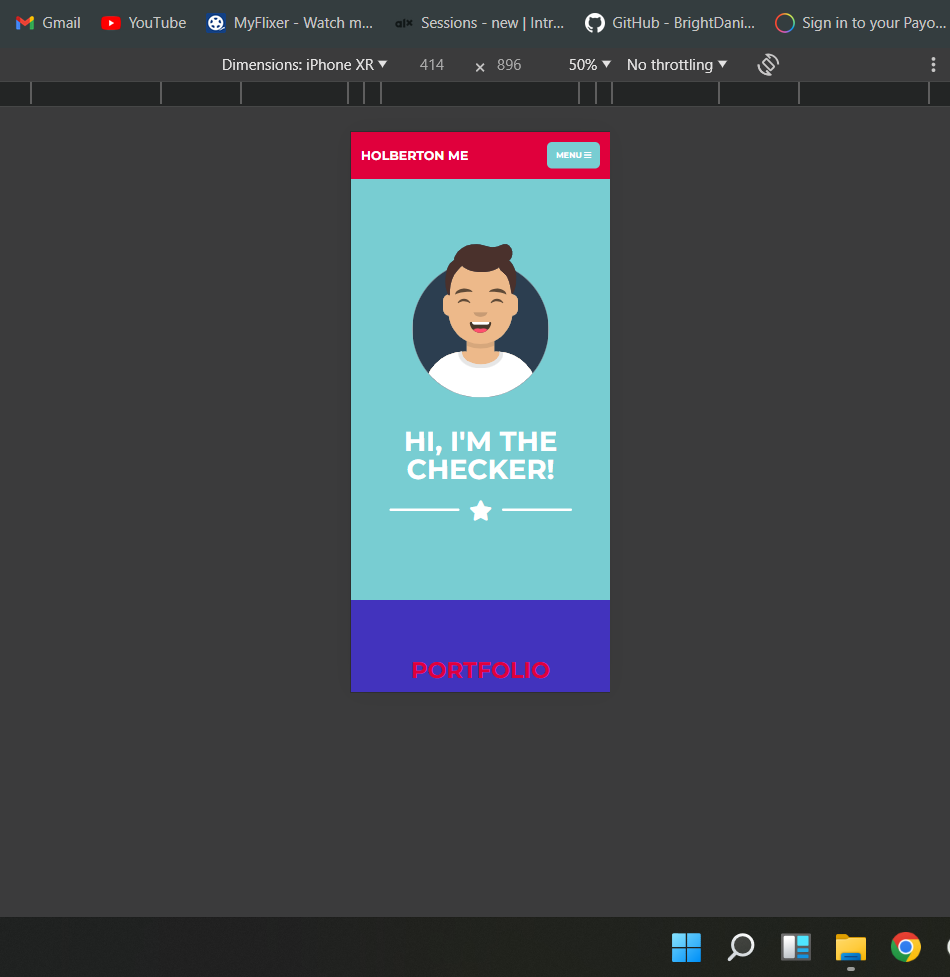 Gmail YouTube MyFlixer - Watch m... alx Sessions - new | Intr... GitHub - BrightDani... Sign in to your Payo...
Dimensions: iPhone XR 414 × 896 50% No throttling
HOLBERTON ME MENU
HI, I'M THE
CHECKER!
PORTFOLIO